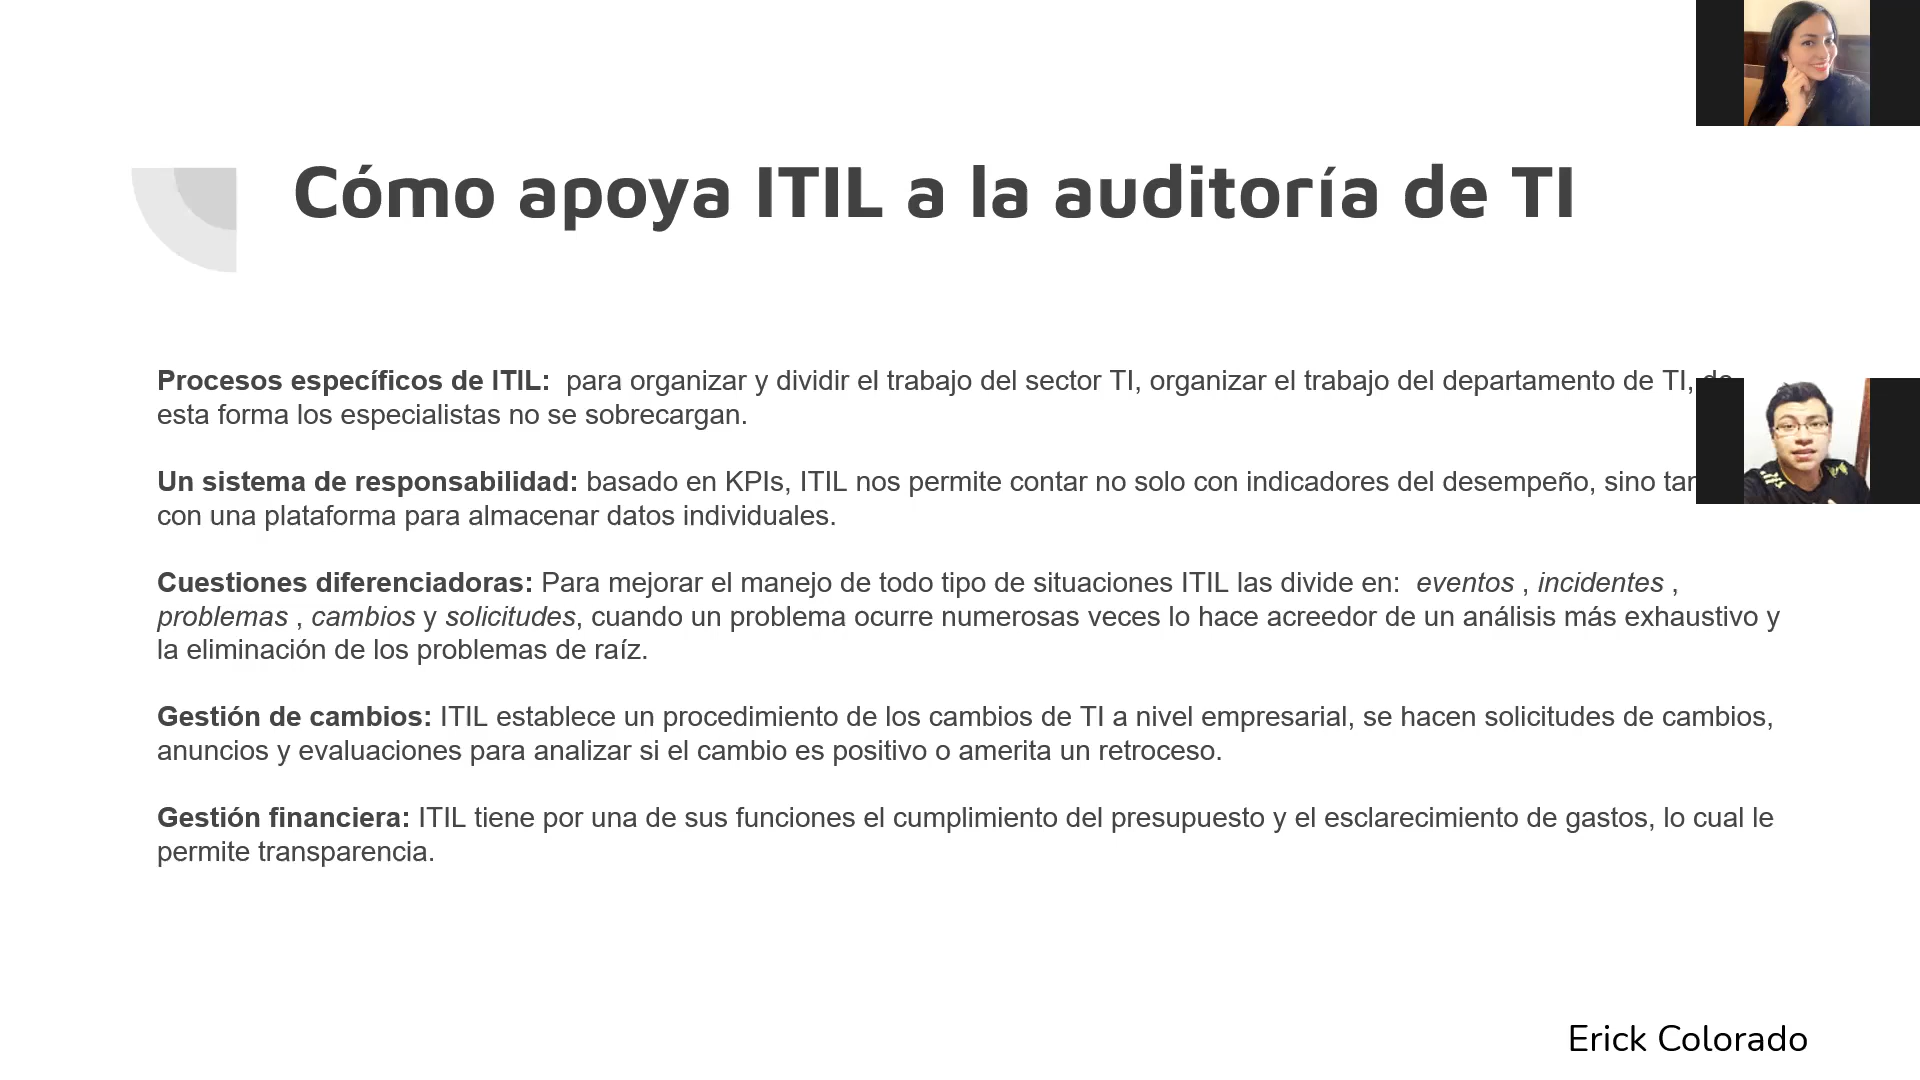 Cómo apoya ITIL a la auditoría de TI
Procesos específicos de ITIL:  para organizar y dividir el trabajo del sector TI, organizar el trabajo del departamento de TI,
esta forma los especialistas no se sobrecargan.
Un sistema de responsabilidad: basado en KPIs, ITIL nos permite contar no solo con indicadores del desempeño, sino
con una plataforma para almacenar datos individuales.
Cuestiones diferenciadoras: Para mejorar el manejo de todo tipo de situaciones ITIL las divide en:  eventos , incidentes ,
problemas , cambios y solicitudes, cuando un problema ocurre numerosas veces lo hace acreedor de un análisis más exhaustivo y
la eliminación de los problemas de raíz.
Gestión de cambios: ITIL establece un procedimiento de los cambios de TI a nivel empresarial, se hacen solicitudes de cambios,
anuncios y evaluaciones para analizar si el cambio es positivo o amerita un retroceso.
Gestión financiera: ITIL tiene por una de sus funciones el cumplimiento del presupuesto y el esclarecimiento de gastos, lo cual le
permite transparencia.
Erick Colorado